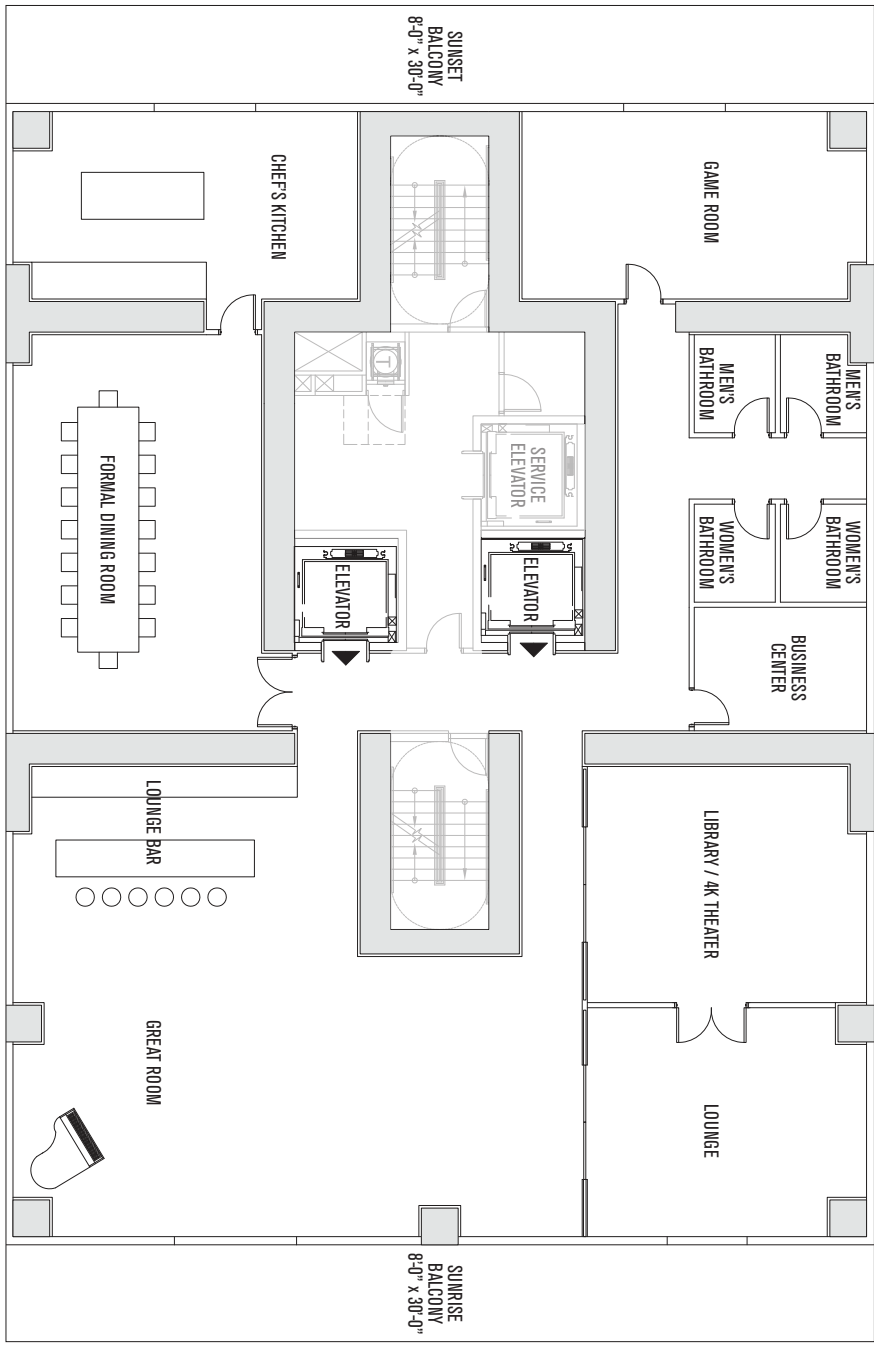 SUNSET
BALCONY
8'-0" x 30'-0"
CHEF'S KITCHEN
GAME ROOM
MEN'S
BATHROOM
MEN'S
BATHROOM
T
SERVICE
ELEVATOR
FORMAL DINING ROOM
ELEVATOR
ELEVATOR
WOMEN'S
BATHROOM
WOMEN'S
BATHROOM
BUSINESS
CENTER
LOUNGE BAR
LIBRARY / 4K THEATER
GREAT ROOM
LOUNGE
SUNRISE
BALCONY
8'-0" x 30'-0"